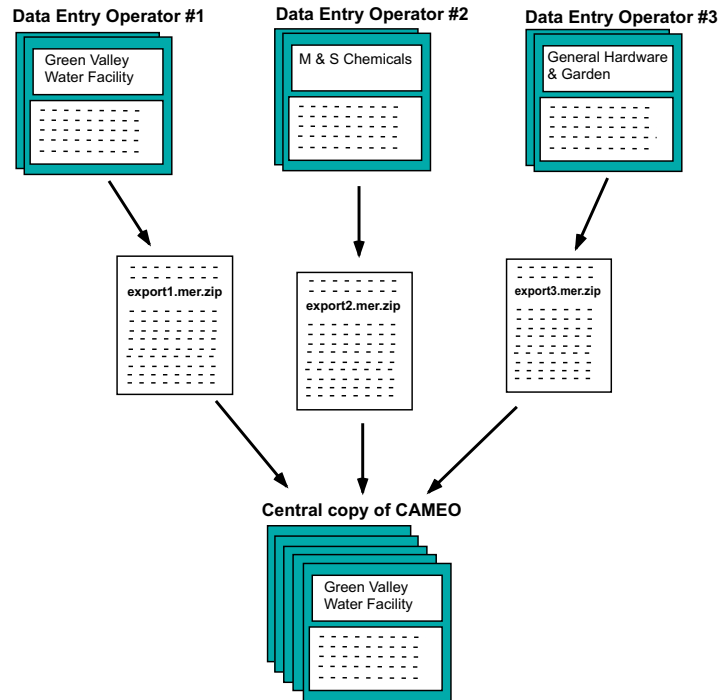 Data Entry Operator #1
Data Entry Operator #2
Data Entry Operator #3
Green Valley
Water Facility
M & S Chemicals
General Hardware
& Garden
export1.mer.zip
export2.mer.zip
export3.mer.zip
Central copy of CAMEO
Green Valley
Water Facility